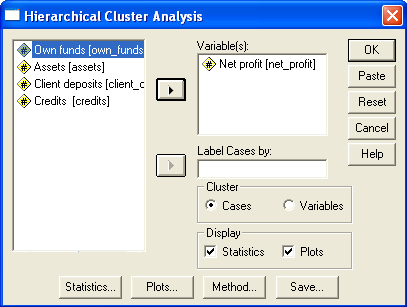 Hierarchical Cluster Analysis
Own funds [own_funds
Assets [assets]
Client deposits [client_c
Credits [credits]
Variable(s):
Net profit [net_profit]
Label Cases by:
Cluster
Cases
Variables
Display
Statistics
Plots
OK
Paste
Reset
Cancel
Help
Statistics...
Plots...
Method...
Save...